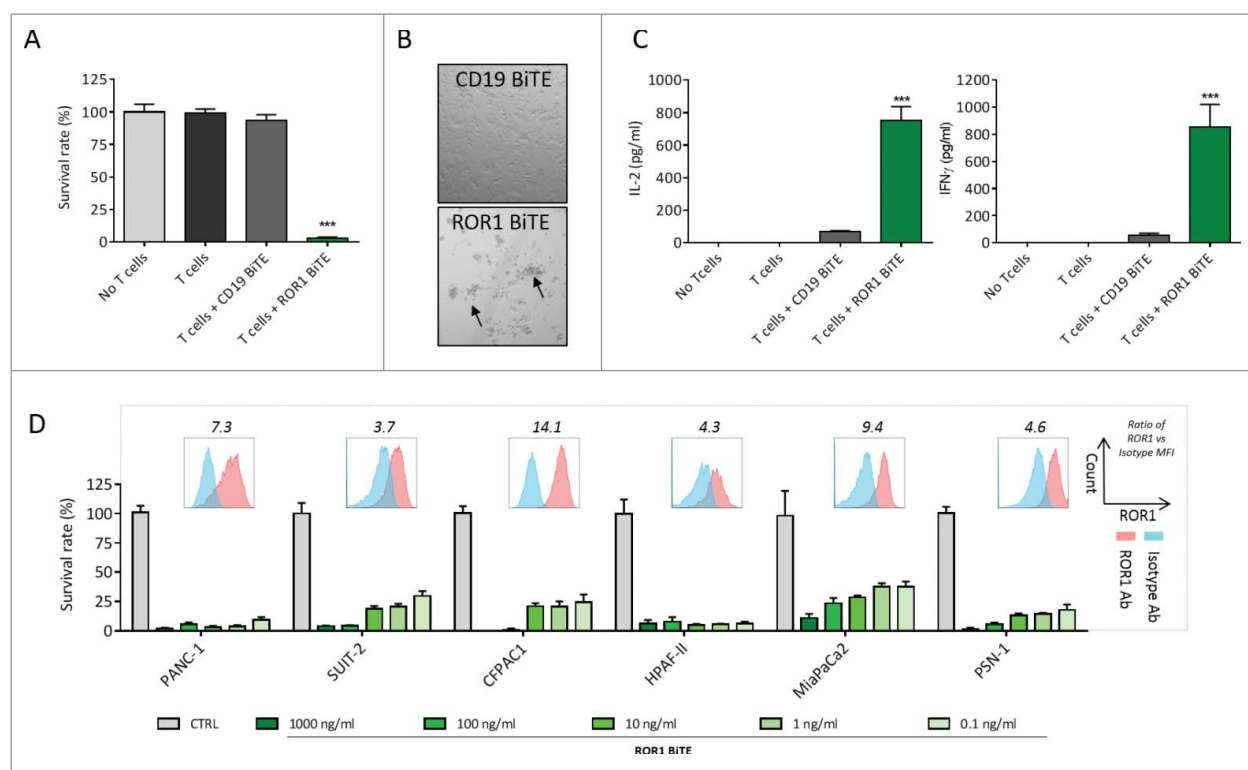 A
Survival rate (%)
125
100
75
50
25
0
***
No T cells
T cells
T cells + CD19 BiTE
T cells + ROR1 BiTE
B
CD19 BiTE
ROR1 BiTE
C
IL-2 (pg/ml)
1000
800
600
400
200
0
***
No Tcells
T cells
T cells + CD19 BiTE
T cells + ROR1 BiTE
IFNγ (pg/ml)
1200
1000
800
600
400
200
0
***
No Tcells
T cells
T cells + CD19 BiTE
T cells + ROR1 BiTE
D
7.3
3.7
14.1
4.3
9.4
4.6
Ratio of
ROR1 vs
Isotype MFI
Count
ROR1
ROR1 Ab
Isotype Ab
Survival rate (%)
125
100
75
50
25
0
PANC-1
SUIT-2
CFPAC1
HPAF-II
MiaPaCa2
PSN-1
CTRL
1000 ng/ml
100 ng/ml
10 ng/ml
1 ng/ml
0.1 ng/ml
ROR1 BiTE